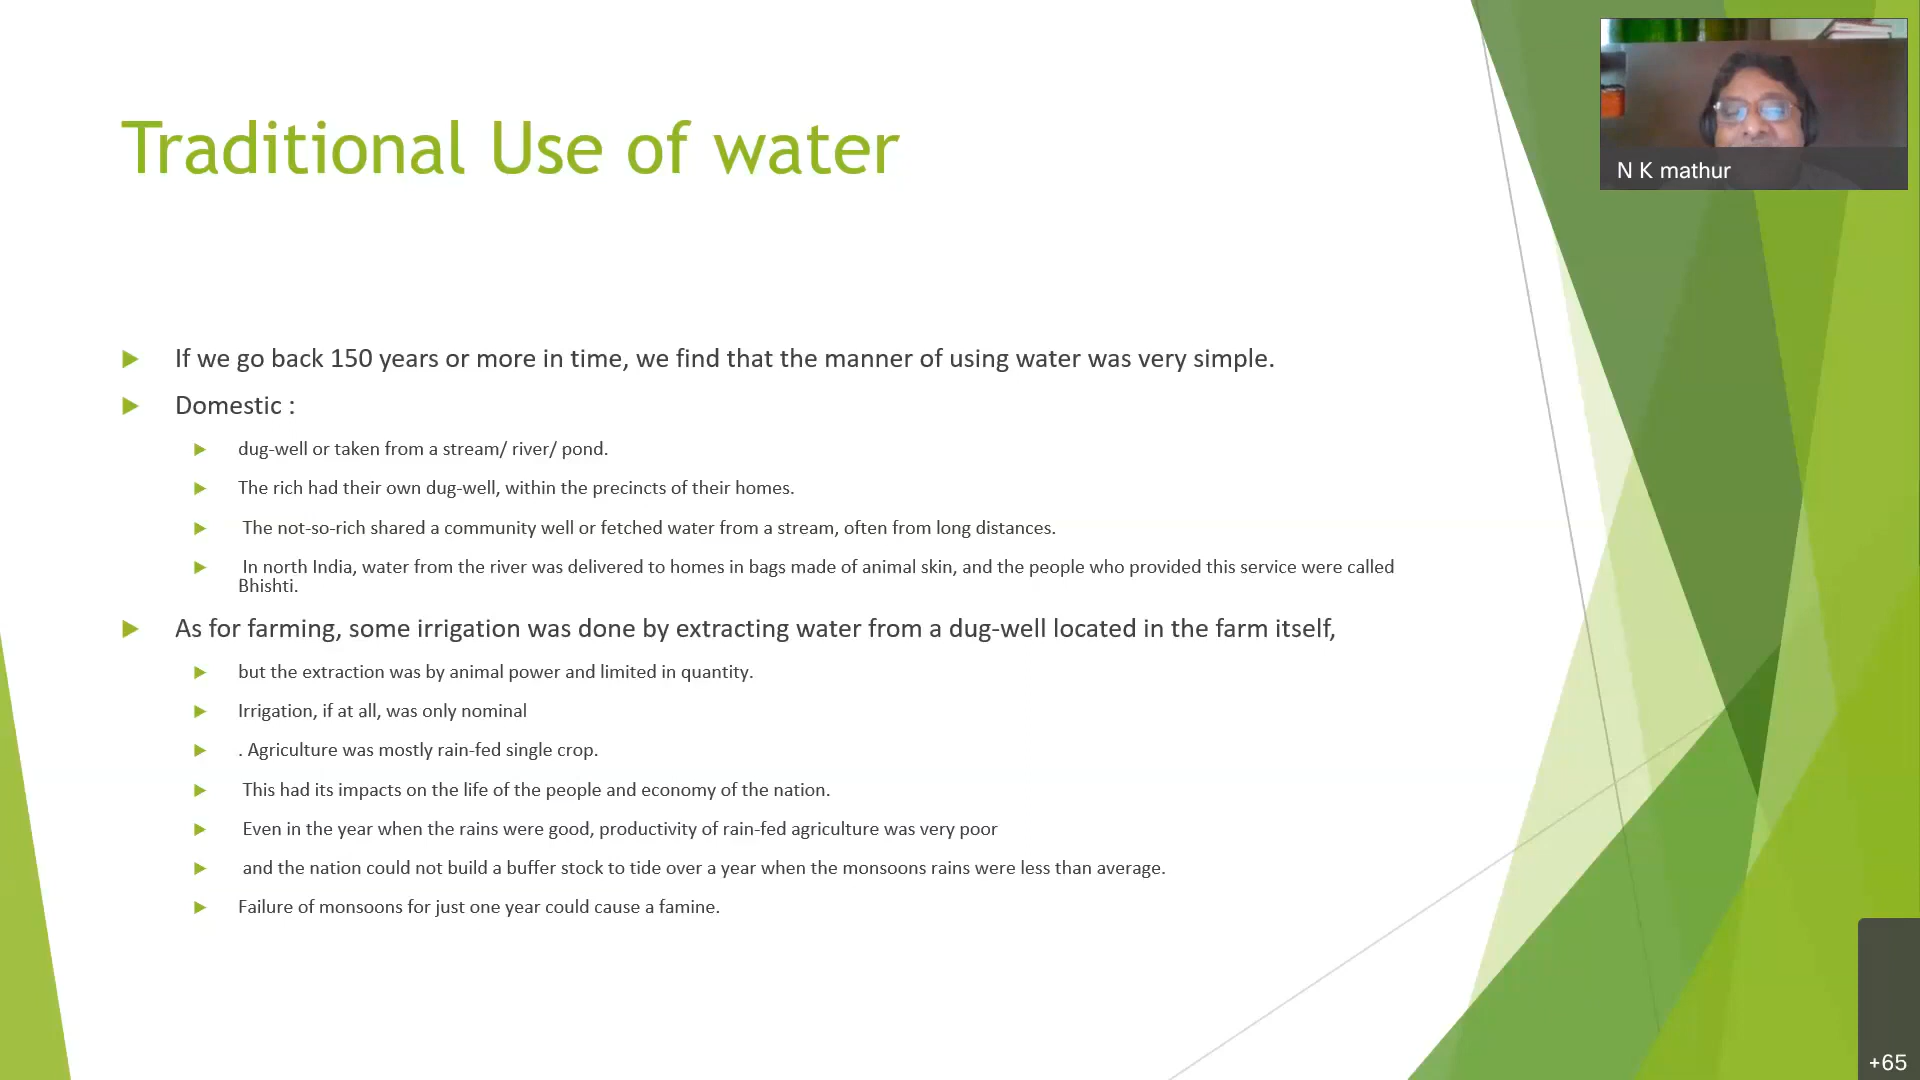 Traditional Use of water
N K mathur
If we go back 150 years or more in time, we find that the manner of using water was very simple.
Domestic :
dug-well or taken from a stream/ river/ pond.
The rich had their own dug-well, within the precincts of their homes.
The not-so-rich shared a community well or fetched water from a stream, often from long distances.
In north India, water from the river was delivered to homes in bags made of animal skin, and the people who provided this service were called
Bhishti.
As for farming, some irrigation was done by extracting water from a dug-well located in the farm itself,
but the extraction was by animal power and limited in quantity.
Irrigation, if at all, was only nominal
. Agriculture was mostly rain-fed single crop.
This had its impacts on the life of the people and economy of the nation.
Even in the year when the rains were good, productivity of rain-fed agriculture was very poor
and the nation could not build a buffer stock to tide over a year when the monsoons rains were less than average.
Failure of monsoons for just one year could cause a famine.
+65